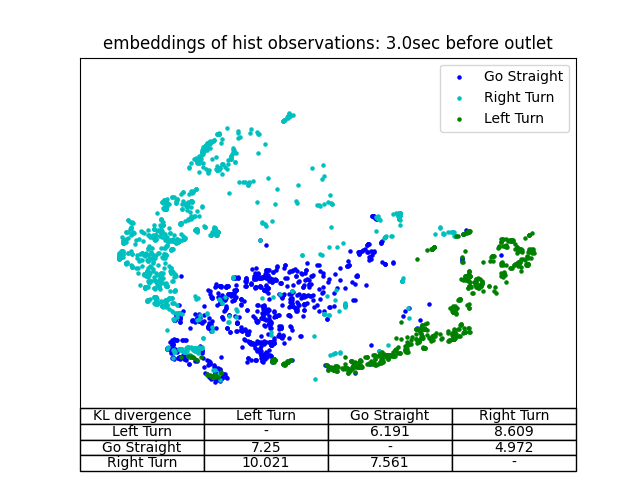 embeddings of hist observations: 3.0sec before outlet
Go Straight
Right Turn
Left Turn
KL divergence Left Turn Go Straight Right Turn
Left Turn - 6.191 8.609
Go Straight 7.25 - 4.972
Right Turn 10.021 7.561 -